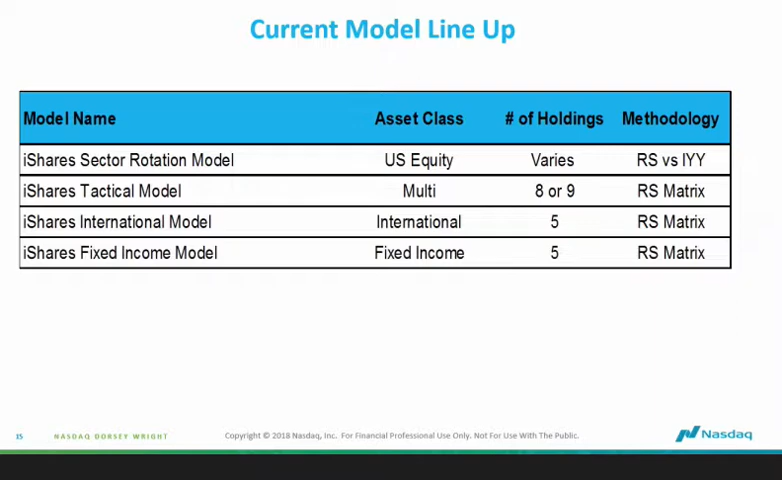 Current Model Line Up
Model Name Asset Class # of Holdings Methodology
iShares Sector Rotation Model US Equity Varies RS vs IYY
iShares Tactical Model Multi 8 or 9 RS Matrix
iShares International Model International 5 RS Matrix
iShares Fixed Income Model Fixed Income 5 RS Matrix
15 NASDAQ DORSEY WRIGHT Copyright © 2018 Nasdaq, Inc. For Financial Professional Use Only. Not For Use With The Public. Nasdaq